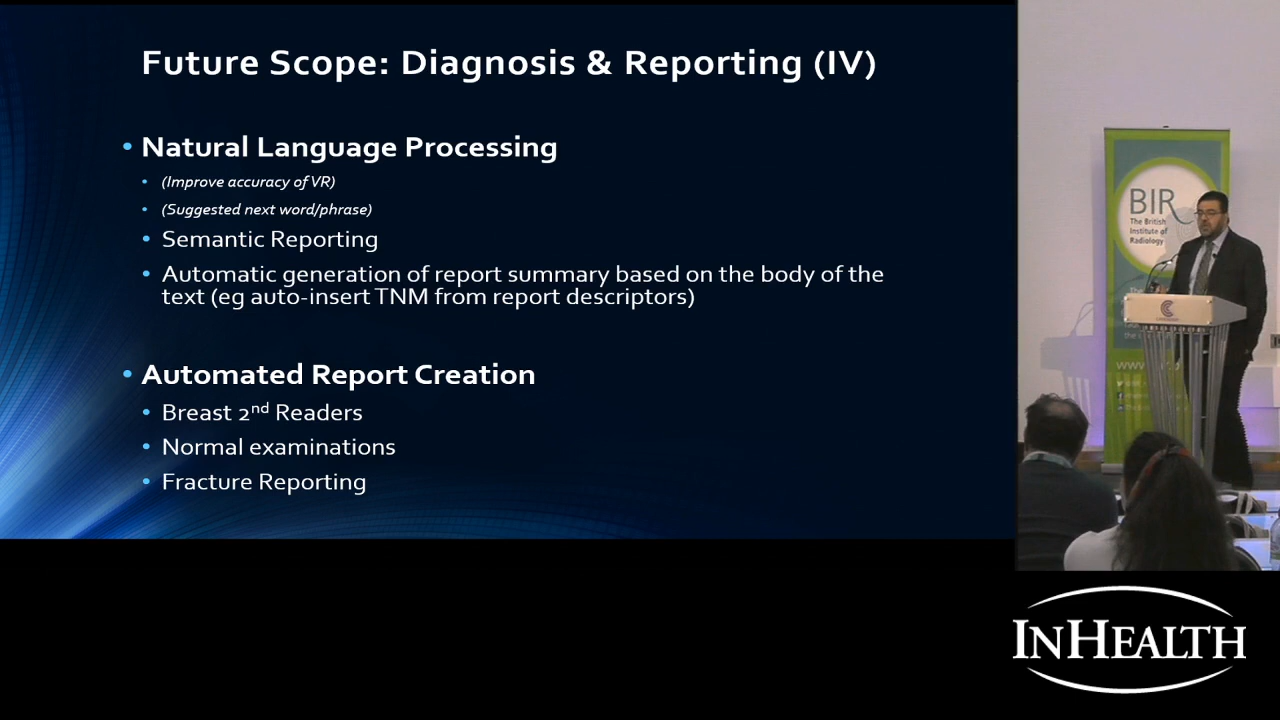 Future Scope: Diagnosis & Reporting (IV)
• Natural Language Processing
• (Improve accuracy of VR)
• (Suggested next word/phrase)
• Semantic Reporting
• Automatic generation of report summary based on the body of the
text (eg auto-insert TNM from report descriptors)
• Automated Report Creation
• Breast 2nd Readers
• Normal examinations
• Fracture Reporting
BIR
The British
Institute of
Radiology
INHEALTH